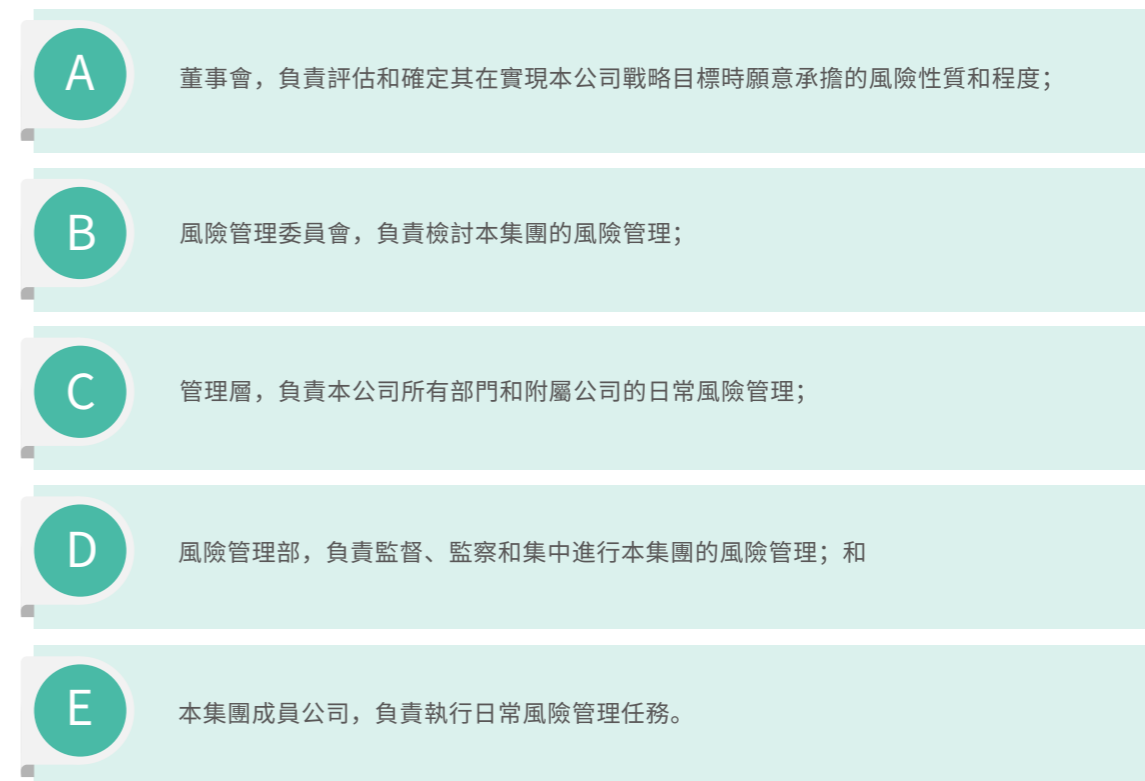 A
董事會，負責評估和確定其在實現本公司戰略目標時願意承擔的風險性質和程度；
B
風險管理委員會，負責檢討本集團的風險管理；
C
管理層，負責本公司所有部門和附屬公司的日常風險管理；
D
風險管理部，負責監督、監察和集中進行本集團的風險管理；和
E
本集團成員公司，負責執行日常風險管理任務。